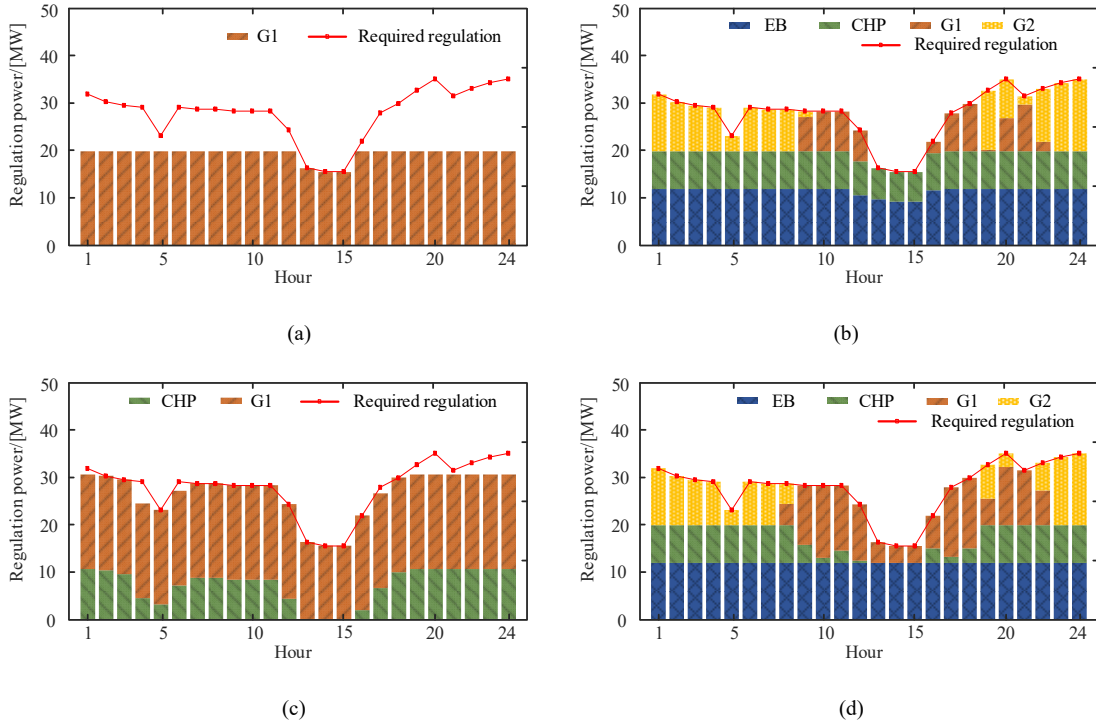 50
40
30
20
10
0
Regulation power/[MW]
G1 Required regulation
1 5 10 15 20 24
Hour
(a)
50
40
30
20
10
0
Regulation power/[MW]
EB CHP G1 G2
Required regulation
1 5 10 15 20 24
Hour
(b)
50
40
30
20
10
0
Regulation power/[MW]
CHP G1 Required regulation
1 5 10 15 20 24
Hour
(c)
50
40
30
20
10
0
Regulation power/[MW]
EB CHP G1 G2
Required regulation
1 5 10 15 20 24
Hour
(d)